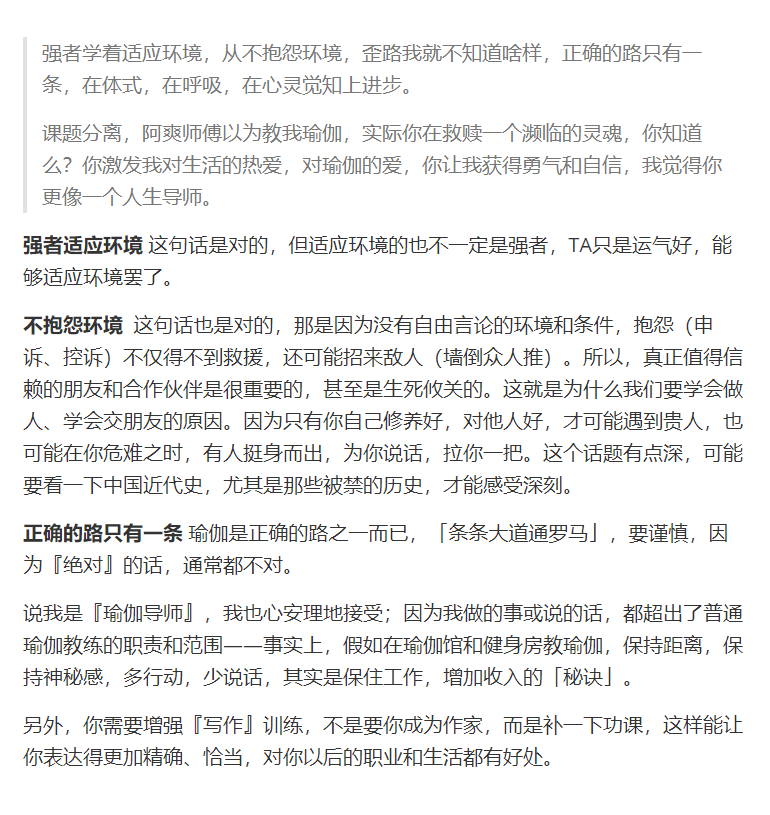 强者学着适应环境，从不抱怨环境，歪路我就不知道啥样，正确的路只有一
条，在体式，在呼吸，在心灵觉知上进步。
课题分离，阿爽师傅以为教我瑜伽，实际你在救赎一个濒临的灵魂，你知道
么？你激发我对生活的热爱，对瑜伽的爱，你让我获得勇气和自信，我觉得你
更像一个人生导师。
强者适应环境 这句话是对的，但适应环境的也不一定是强者，TA只是运气好，能
够适应环境罢了。
不抱怨环境 这句话也是对的，那是因为没有自由言论的环境和条件，抱怨（申
诉、控诉）不仅得不到救援，还可能招来敌人（墙倒众人推）。所以，真正值得信
赖的朋友和合作伙伴是很重要的，甚至是生死攸关的。这就是为什么我们要学会做
人、学会交朋友的原因。因为只有你自己修养好，对他人好，才可能遇到贵人，也
可能在你危难之时，有人挺身而出，为你说话，拉你一把。这个话题有点深，可能
要看一下中国近代史，尤其是那些被禁的历史，才能感受深刻。
正确的路只有一条 瑜伽是正确的路之一而已，「条条大道通罗马」，要谨慎，因
为『绝对』的话，通常都不对。
说我是『瑜伽导师』，我也心安理地接受；因为我做的事或说的话，都超出了普通
瑜伽教练的职责和范围——事实上，假如在瑜伽馆和健身房教瑜伽，保持距离，保
持神秘感，多行动，少说话，其实是保住工作，增加收入的「秘诀」。
另外，你需要增强『写作』训练，不是要你成为作家，而是补一下功课，这样能让
你表达得更加精确、恰当，对你以后的职业和生活都有好处。